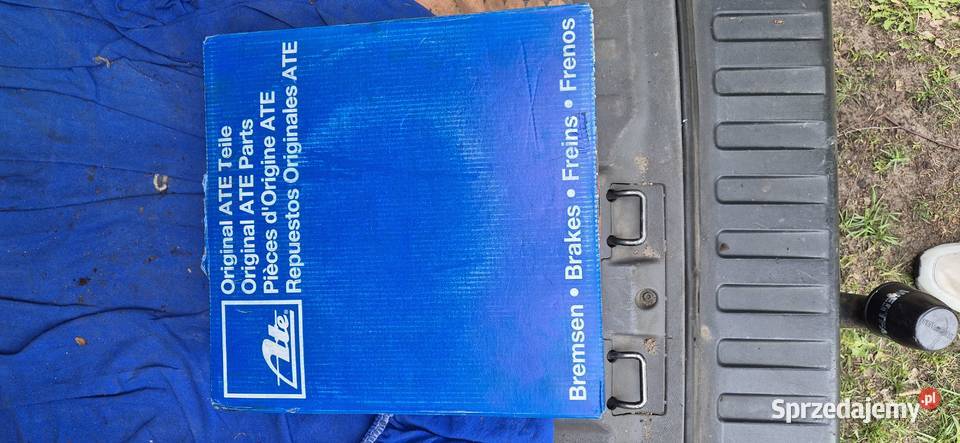 Ate
Original ATE Teile
Original ATE Parts
Pièces d'Origine ATE
Repuestos Originales ATE
Bremsen • Brakes • Freins • Frenos
Sprzedajemy.pl